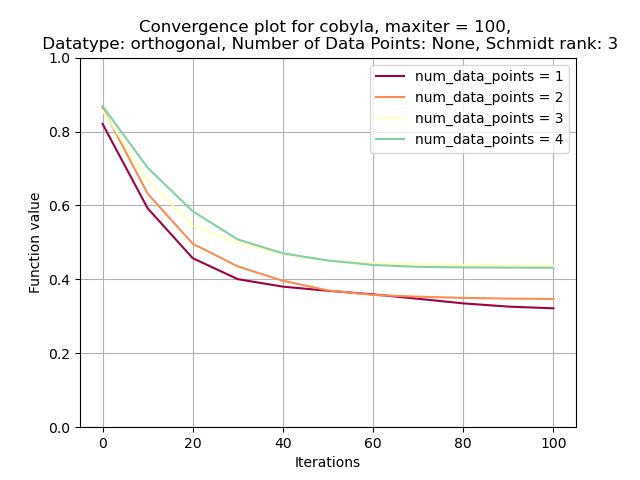 Convergence plot for cobyla, maxiter = 100,
Datatype: orthogonal, Number of Data Points: None, Schmidt rank: 3
num_data_points = 1
num_data_points = 2
num_data_points = 3
num_data_points = 4
Function value
1.0
0.8
0.6
0.4
0.2
0.0
0 20 40 60 80 100
Iterations